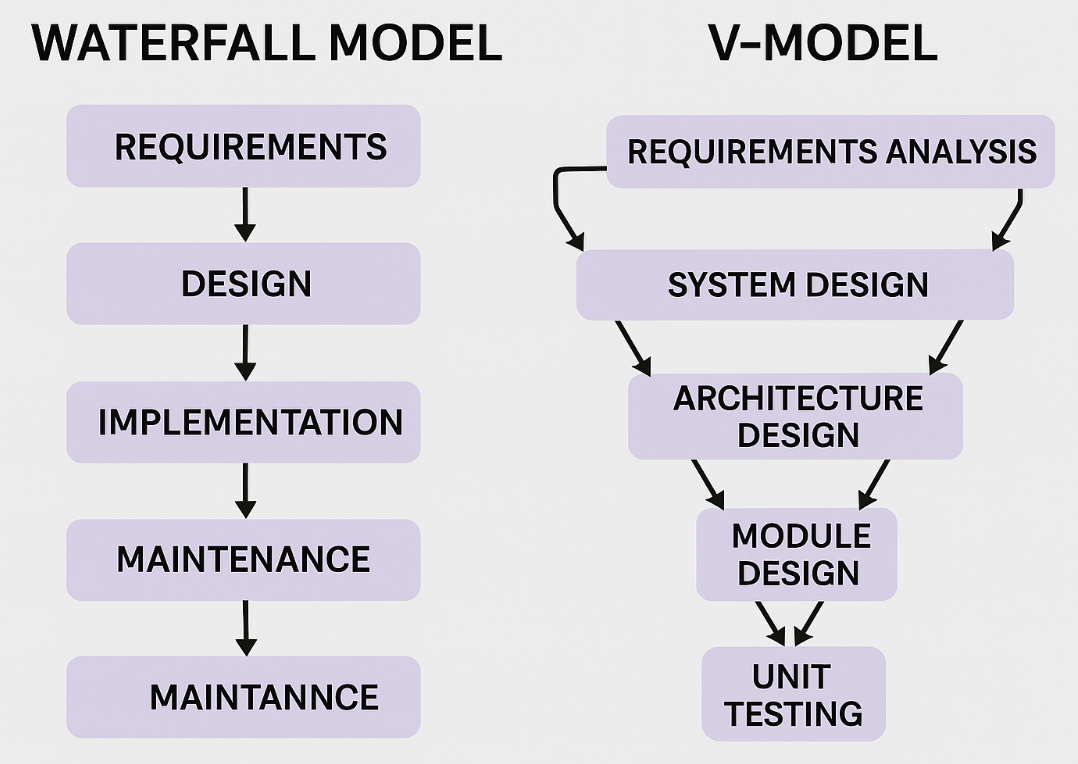 WATERFALL MODEL
REQUIREMENTS
DESIGN
IMPLEMENTATION
MAINTENANCE
MAINTANNCE
V-MODEL
REQUIREMENTS ANALYSIS
SYSTEM DESIGN
ARCHITECTURE
DESIGN
MODULE
DESIGN
UNIT
TESTING